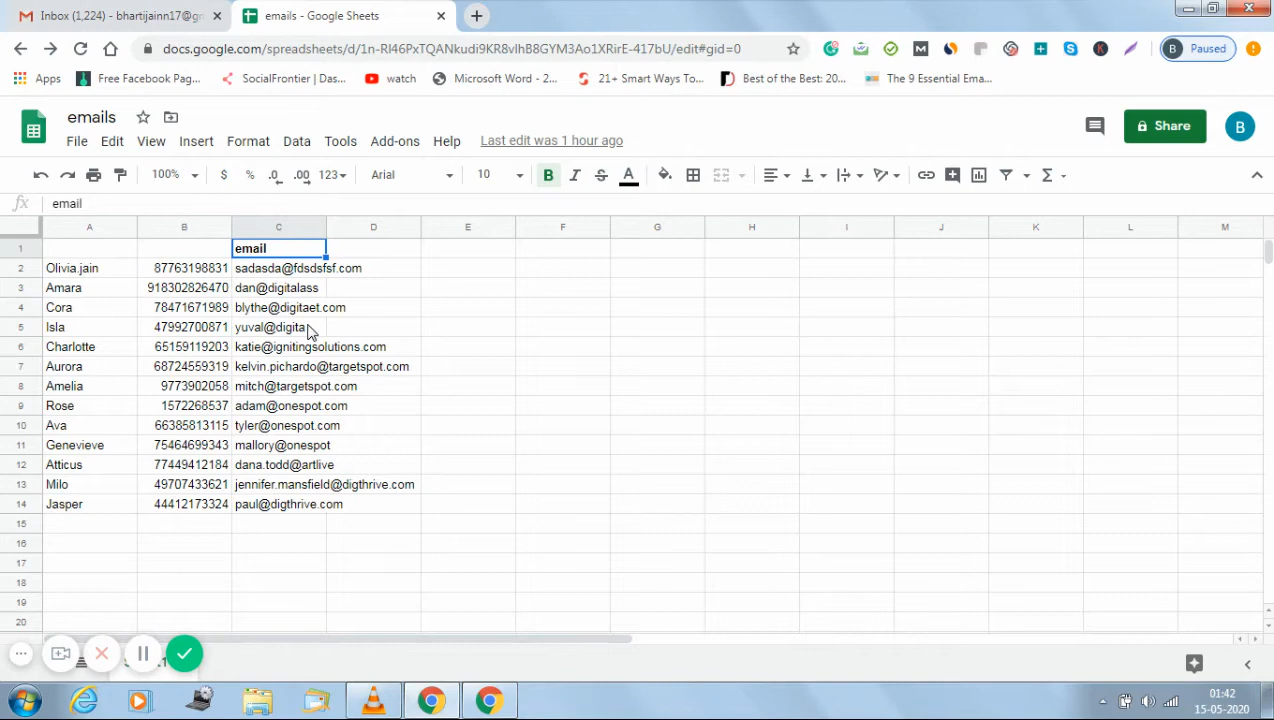 Inbox (1,224) - bhartijainn17@gm
emails - Google Sheets
docs.google.com/spreadsheets/d/1n-RI46PxTQANkudi9KR8vIhB8GYM3Ao1XRirE-417bU/edit#gid=0
B Paused
Apps Free Facebook Pag... SocialFrontier | Das... watch Microsoft Word - 2... 21+ Smart Ways To... Best of the Best: 20... The 9 Essential Ema...
emails
File Edit View Insert Format Data Tools Add-ons Help Last edit was 1 hour ago
Share
B
100% $ % .0 .00 123 Arial 10 B I S A
fx email
A B C D E F G H I J K L M
1 email
2 Olivia.jain 87763198831 sadasda@fdsdsfsf.com
3 Amara 918302826470 dan@digitalass
4 Cora 78471671989 blythe@digitaet.com
5 Isla 47992700871 yuval@digita
6 Charlotte 65159119203 katie@ignitingsolutions.com
7 Aurora 68724559319 kelvin.pichardo@targetspot.com
8 Amelia 9773902058 mitch@targetspot.com
9 Rose 1572268537 adam@onespot.com
10 Ava 66385813115 tyler@onespot.com
11 Genevieve 75464699343 mallory@onespot
12 Atticus 77449412184 dana.todd@artlive
13 Milo 49707433621 jennifer.mansfield@digthrive.com
14 Jasper 44412173324 paul@digthrive.com
15
16
17
18
19
20
01:42
15-05-2020